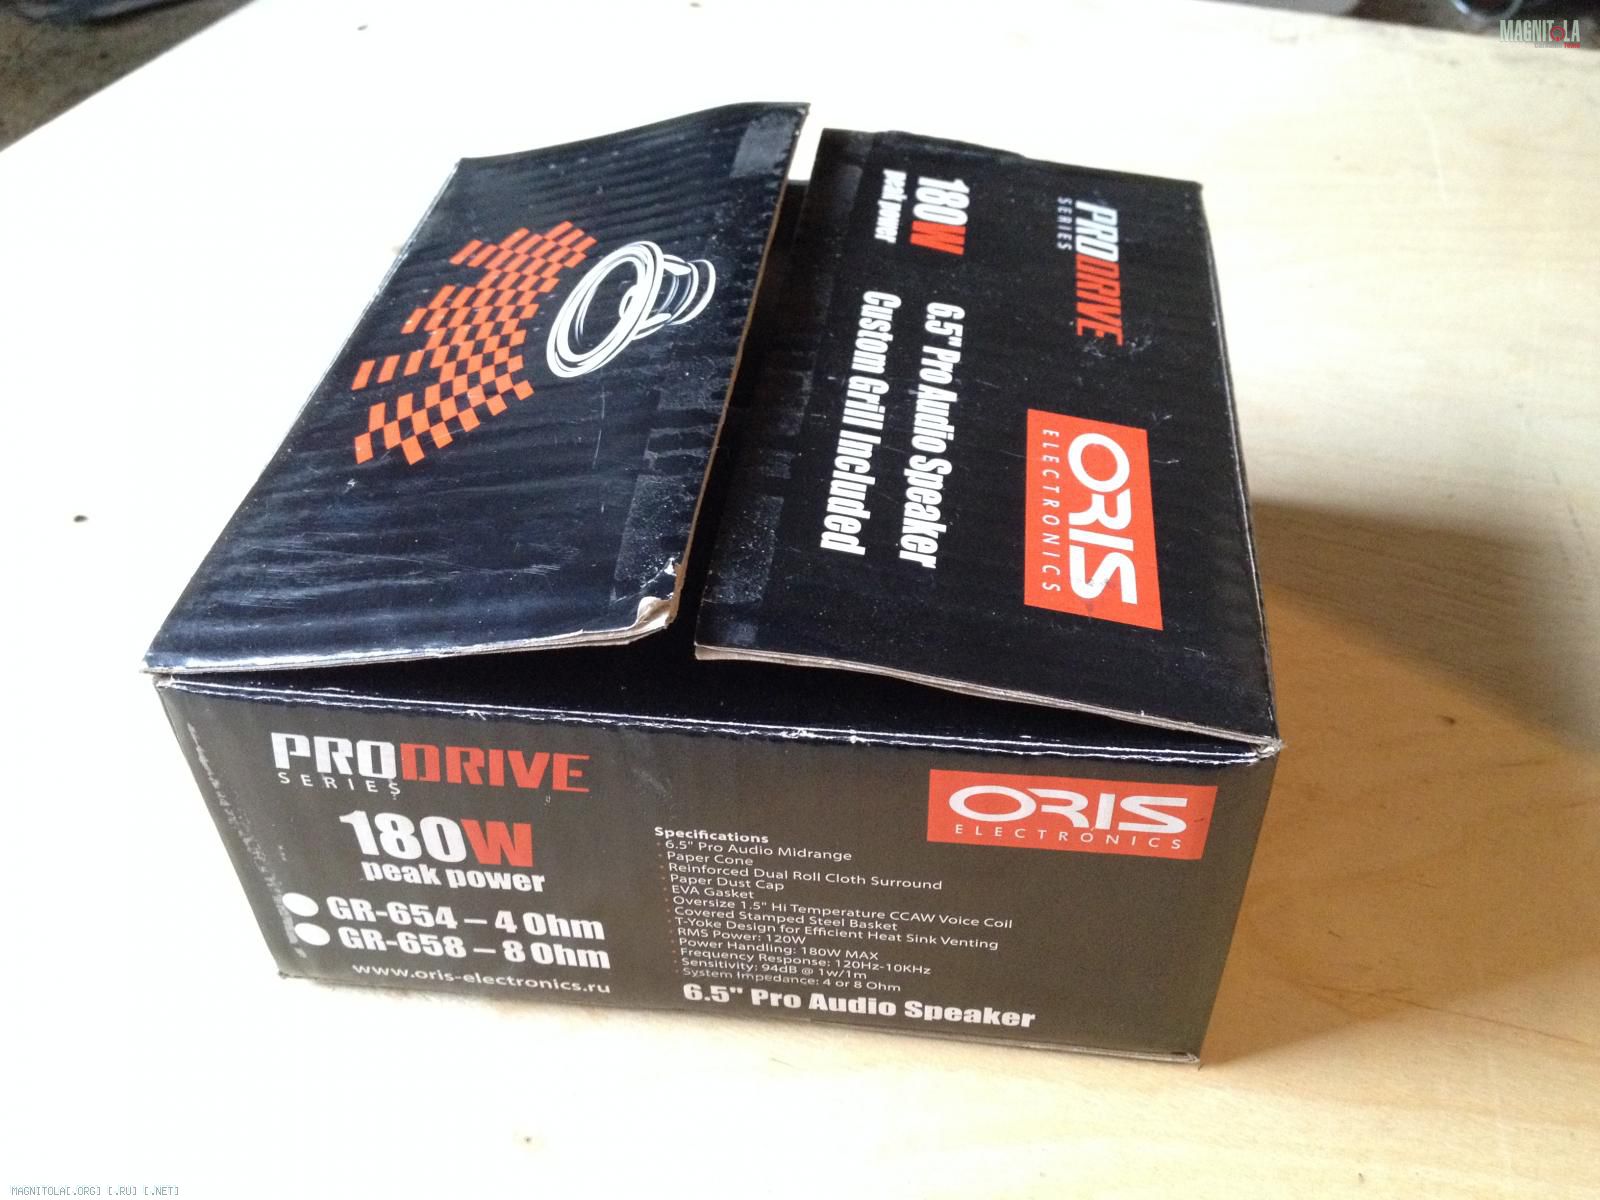 MAGNITOLA
PRODRIVE
SERIES
180W
peak power
6.5" Pro Audio Speaker
Custom Grill Included
ORIS
ELECTRONICS
PRODRIVE
SERIES
180W
peak power
GR-654 – 4 Ohm
GR-658 – 8 Ohm
www.oris-electronics.ru
Specifications
· 6.5" Pro Audio Midrange
· Paper Cone
· Reinforced Dual Roll Cloth Surround
· Paper Dust Cap
· EVA Gasket
· Oversize 1.5" Hi Temperature CCAW Voice Coil
· Covered Stamped Steel Basket
· T-Yoke Design for Efficient Heat Sink Venting
· RMS Power: 120W
· Power Handling: 180W MAX
· Frequency Response: 120Hz-10KHz
· Sensitivity: 94dB @ 1w/1m
· System Impedance: 4 or 8 Ohm
6.5" Pro Audio Speaker
ORIS
ELECTRONICS
MAGNITOLA[.ORG] [.RU] [.NET]